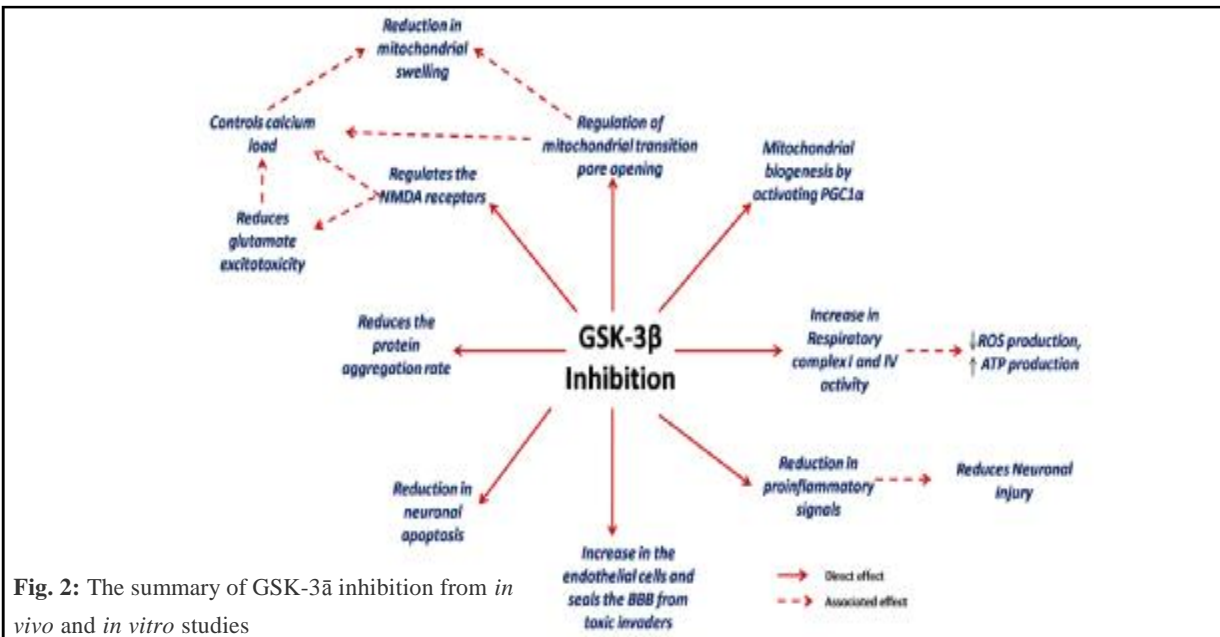 Reduction in
mitochondrial
swelling
Controls calcium
load
Regulation of
mitochondrial transition
pore opening
Mitochondrial
biogenesis by
activating PGC1α
Regulates the
NMDA receptors
Reduces
glutamate
excitotoxicity
Reduces the
protein
aggregation rate
GSK-3β
Inhibition
Increase in
Respiratory
complex I and IV
activity
↓ROS production,
↑ ATP production
Reduction in
neuronal
apoptosis
Reduction in
proinflammatory
signals
Reduces Neuronal
injury
Increase in the
endothelial cells and
seals the BBB from
toxic invaders
Direct effect
Associated effect
Fig. 2: The summary of GSK-3ā inhibition from in
vivo and in vitro studies